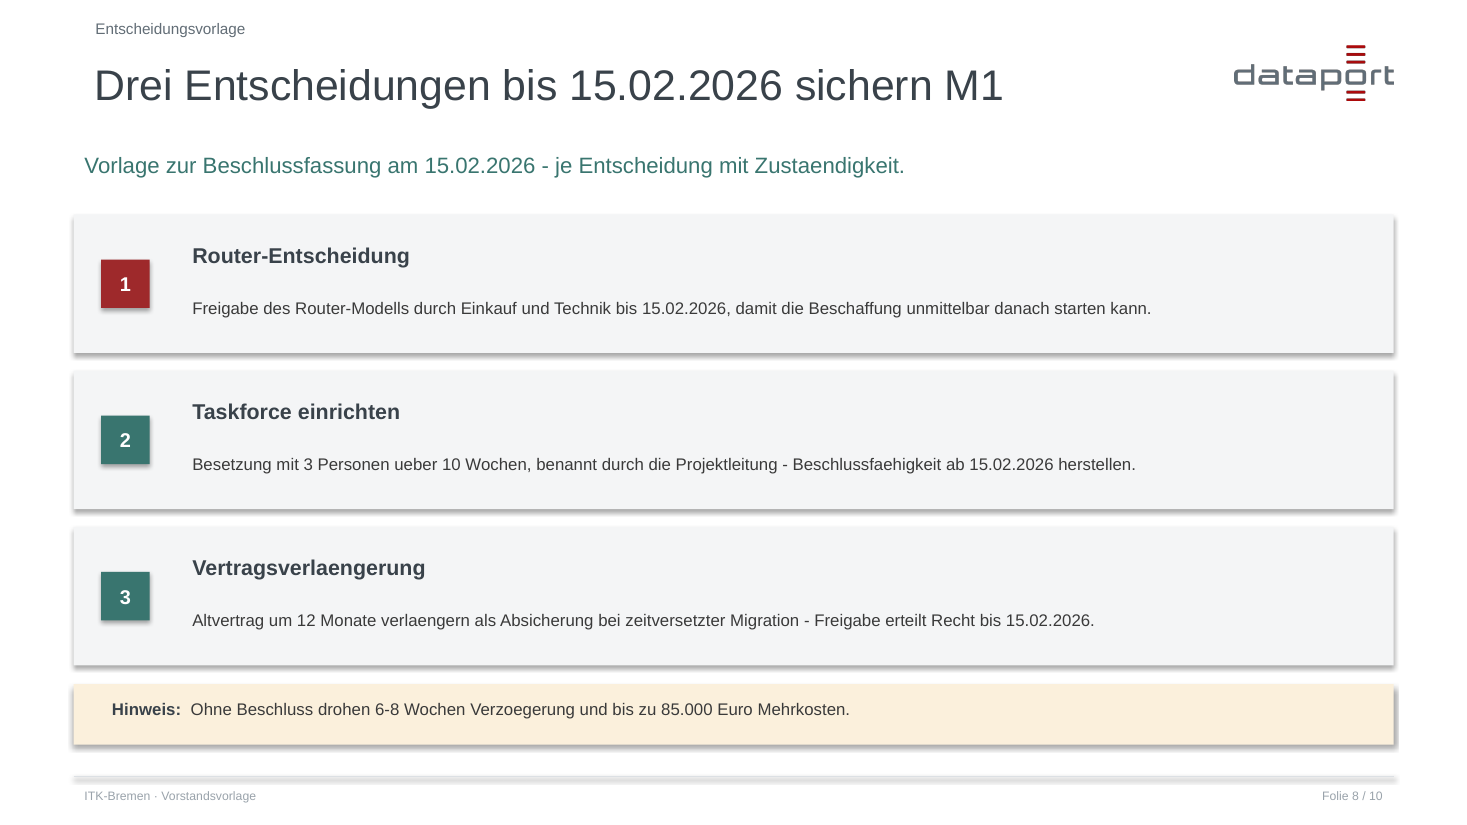 Entscheidungsvorlage
Drei Entscheidungen bis 15.02.2026 sichern M1
dataport
Vorlage zur Beschlussfassung am 15.02.2026 - je Entscheidung mit Zustaendigkeit.
1
Router-Entscheidung
Freigabe des Router-Modells durch Einkauf und Technik bis 15.02.2026, damit die Beschaffung unmittelbar danach starten kann.
2
Taskforce einrichten
Besetzung mit 3 Personen ueber 10 Wochen, benannt durch die Projektleitung - Beschlussfaehigkeit ab 15.02.2026 herstellen.
3
Vertragsverlaengerung
Altvertrag um 12 Monate verlaengern als Absicherung bei zeitversetzter Migration - Freigabe erteilt Recht bis 15.02.2026.
Hinweis: Ohne Beschluss drohen 6-8 Wochen Verzoegerung und bis zu 85.000 Euro Mehrkosten.
ITK-Bremen · Vorstandsvorlage
Folie 8 / 10